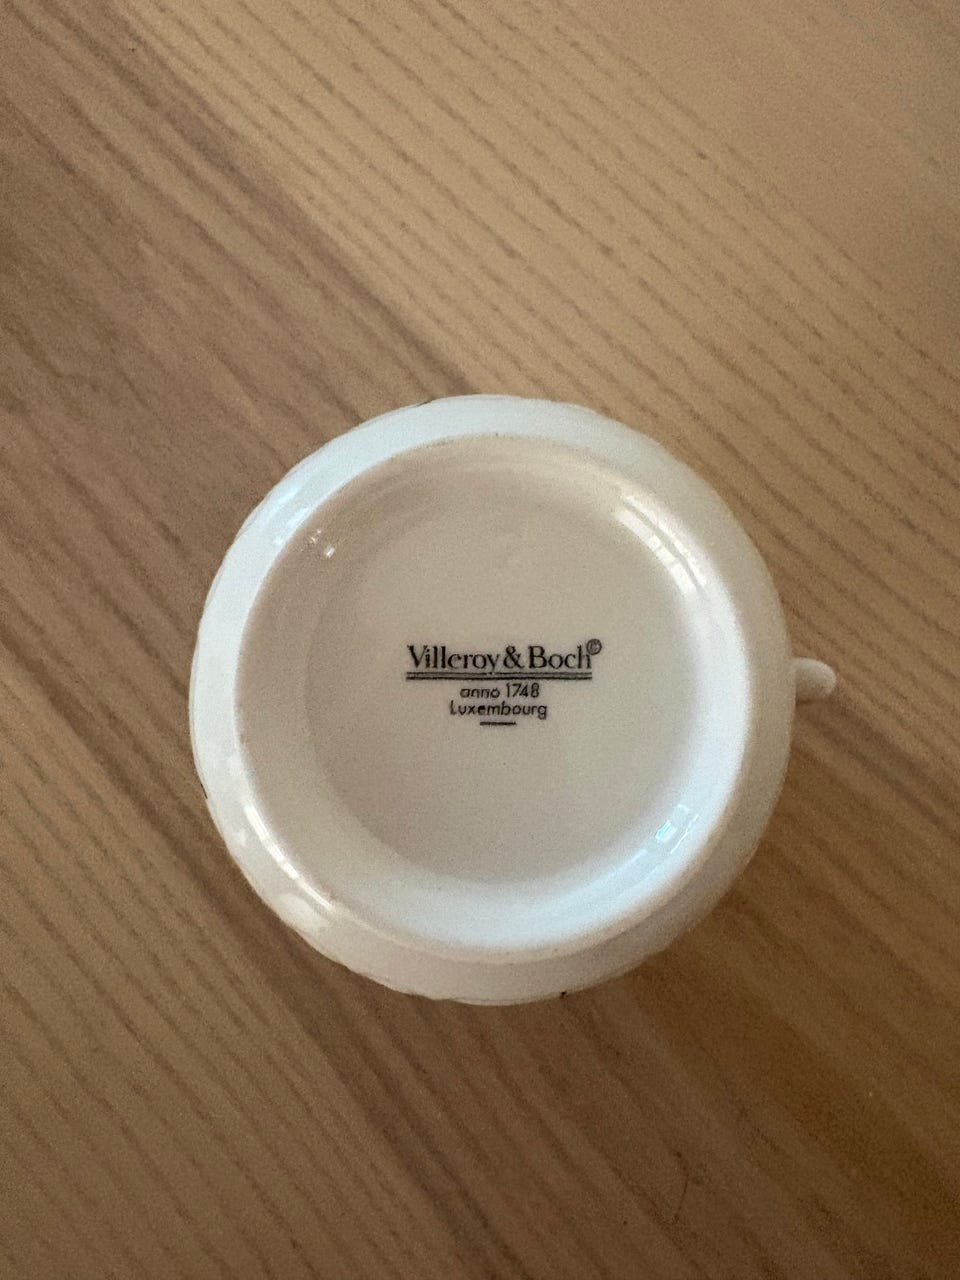 Villeroy & Boch©
anno 1748
Luxembourg